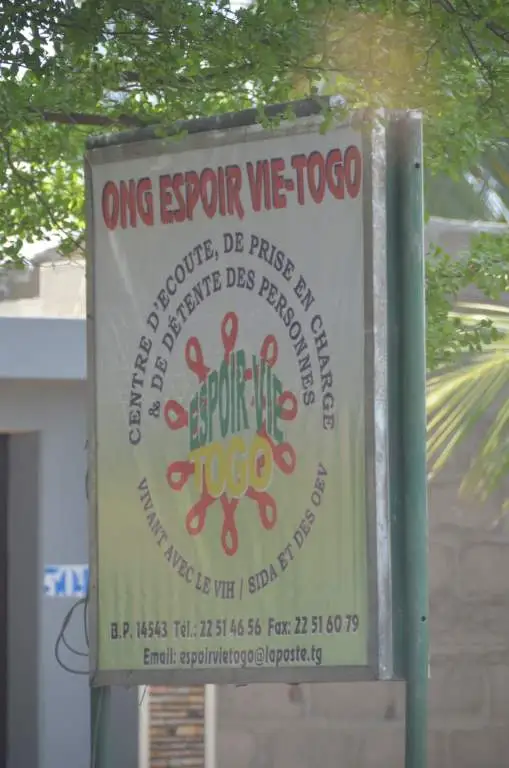 ONG ESPOIR VIE-TOGO
CENTRE D'ECOUTE, DE PRISE EN CHARGE
& DE DÉTENTE DES PERSONNES
ESPOIR-VIE
TOGO
VIVANT AVEC LE VIH / SIDA ET DES OEV
B.P. 14543 Tél.: 22 51 46 56 Fax: 22 51 60 79
Email: espoirvietogo@laposte.tg